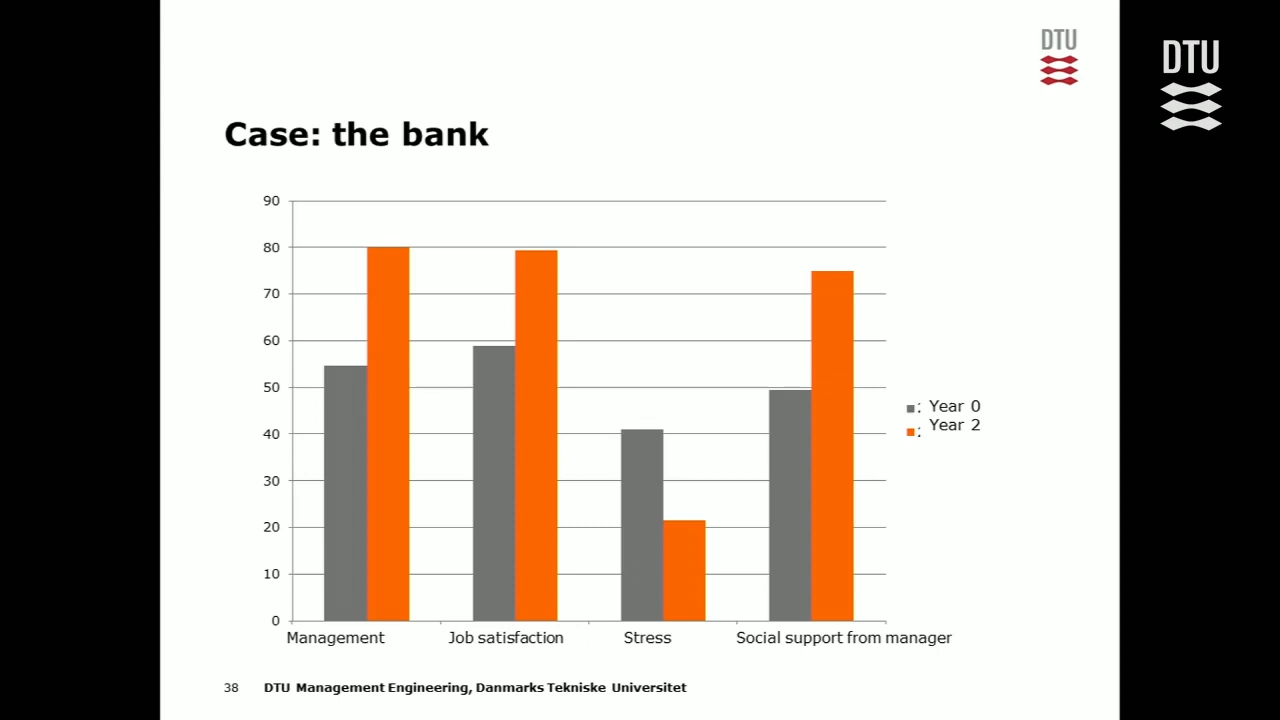 DTU
DTU
Case: the bank
90
80
70
60
50
40
30
20
10
0
Management Job satisfaction Stress Social support from manager
: Year 0
: Year 2
38 DTU Management Engineering, Danmarks Tekniske Universitet